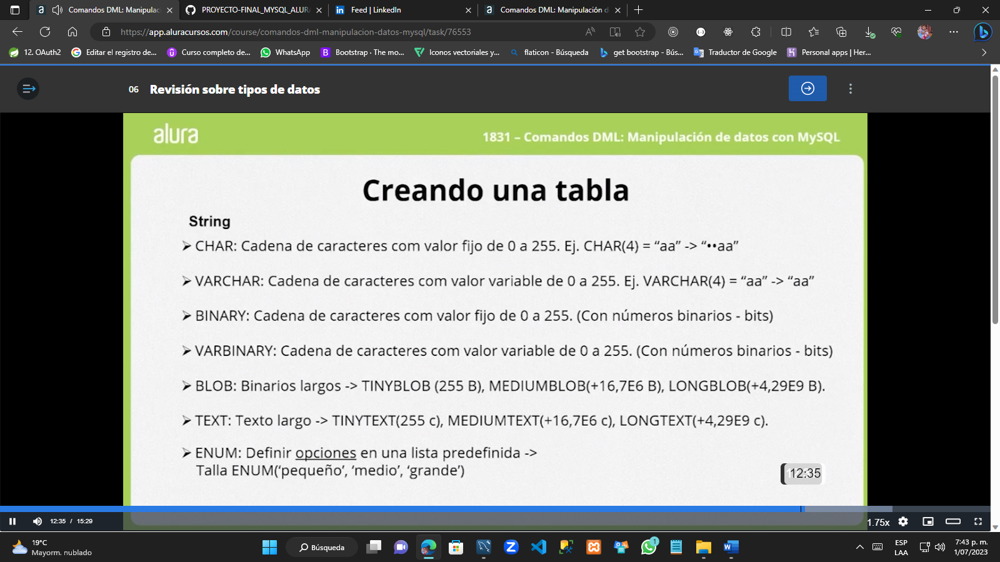 Comandos DML: Manipulac
PROYECTO-FINAL_MYSQL_ALURA
Feed | LinkedIn
Comandos DML: Manipulación d
https://app.aluracursos.com/course/comandos-dml-manipulacion-datos-mysql/task/76553
12. OAuth2
Editar el registro de...
Curso completo de...
WhatsApp
Bootstrap · The mo...
Iconos vectoriales y...
flaticon - Búsqueda
get bootstrap - Bús...
Traductor de Google
Personal apps | Her...
06 Revisión sobre tipos de datos
alura
1831 – Comandos DML: Manipulación de datos con MySQL
Creando una tabla
String
➢ CHAR: Cadena de caracteres com valor fijo de 0 a 255. Ej. CHAR(4) = “aa” -> “••aa”
➢ VARCHAR: Cadena de caracteres com valor variable de 0 a 255. Ej. VARCHAR(4) = “aa” -> “aa”
➢ BINARY: Cadena de caracteres com valor fijo de 0 a 255. (Con números binarios - bits)
➢ VARBINARY: Cadena de caracteres com valor variable de 0 a 255. (Con números binarios - bits)
➢ BLOB: Binarios largos -> TINYBLOB (255 B), MEDIUMBLOB(+16,7E6 B), LONGBLOB(+4,29E9 B).
➢ TEXT: Texto largo -> TINYTEXT(255 c), MEDIUMTEXT(+16,7E6 c), LONGTEXT(+4,29E9 c).
➢ ENUM: Definir opciones en una lista predefinida ->
Talla ENUM(‘pequeño’, ‘medio’, ‘grande’)
12:35
12:35 / 15:29
1.75x
19°C
Mayorm. nublado
Búsqueda
1
ESP
LAA
7:43 p. m.
1/07/2023